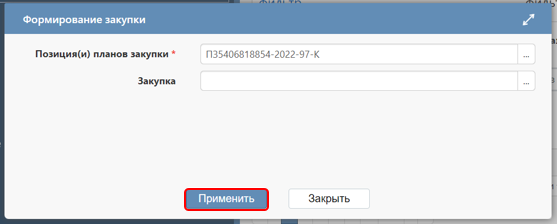 Формирование закупки
Позиция(и) планов закупки * П35406818854-2022-97-К ...
Закупка ...
Применить Закрыть